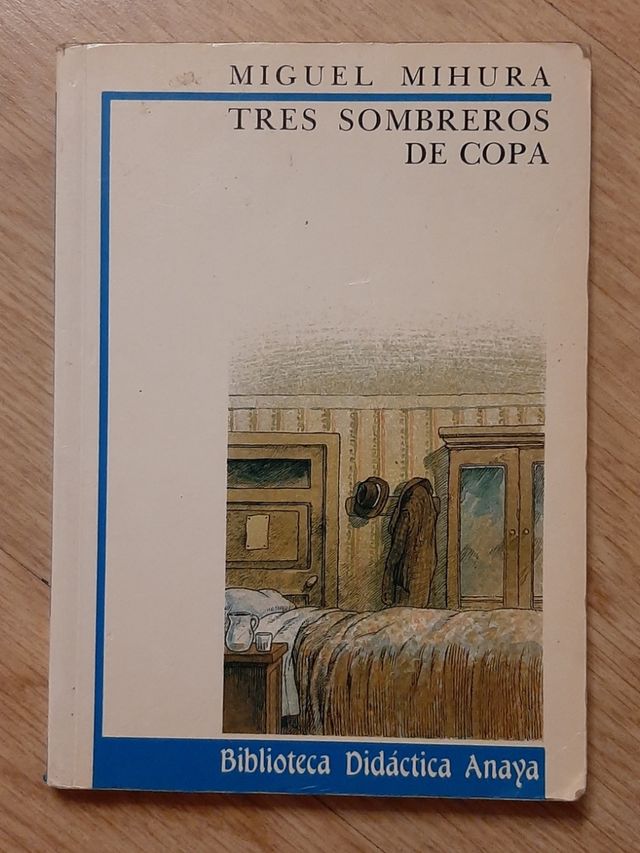 MIGUEL MIHURA
TRES SOMBREROS
DE COPA
Biblioteca Didáctica Anaya